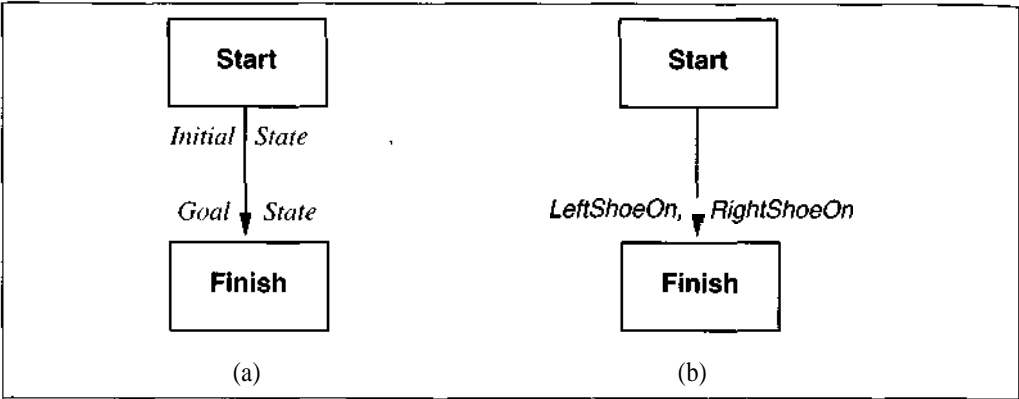 Start
Initial State
Goal State
Finish
(a)
Start
LeftShoeOn, RightShoeOn
Finish
(b)